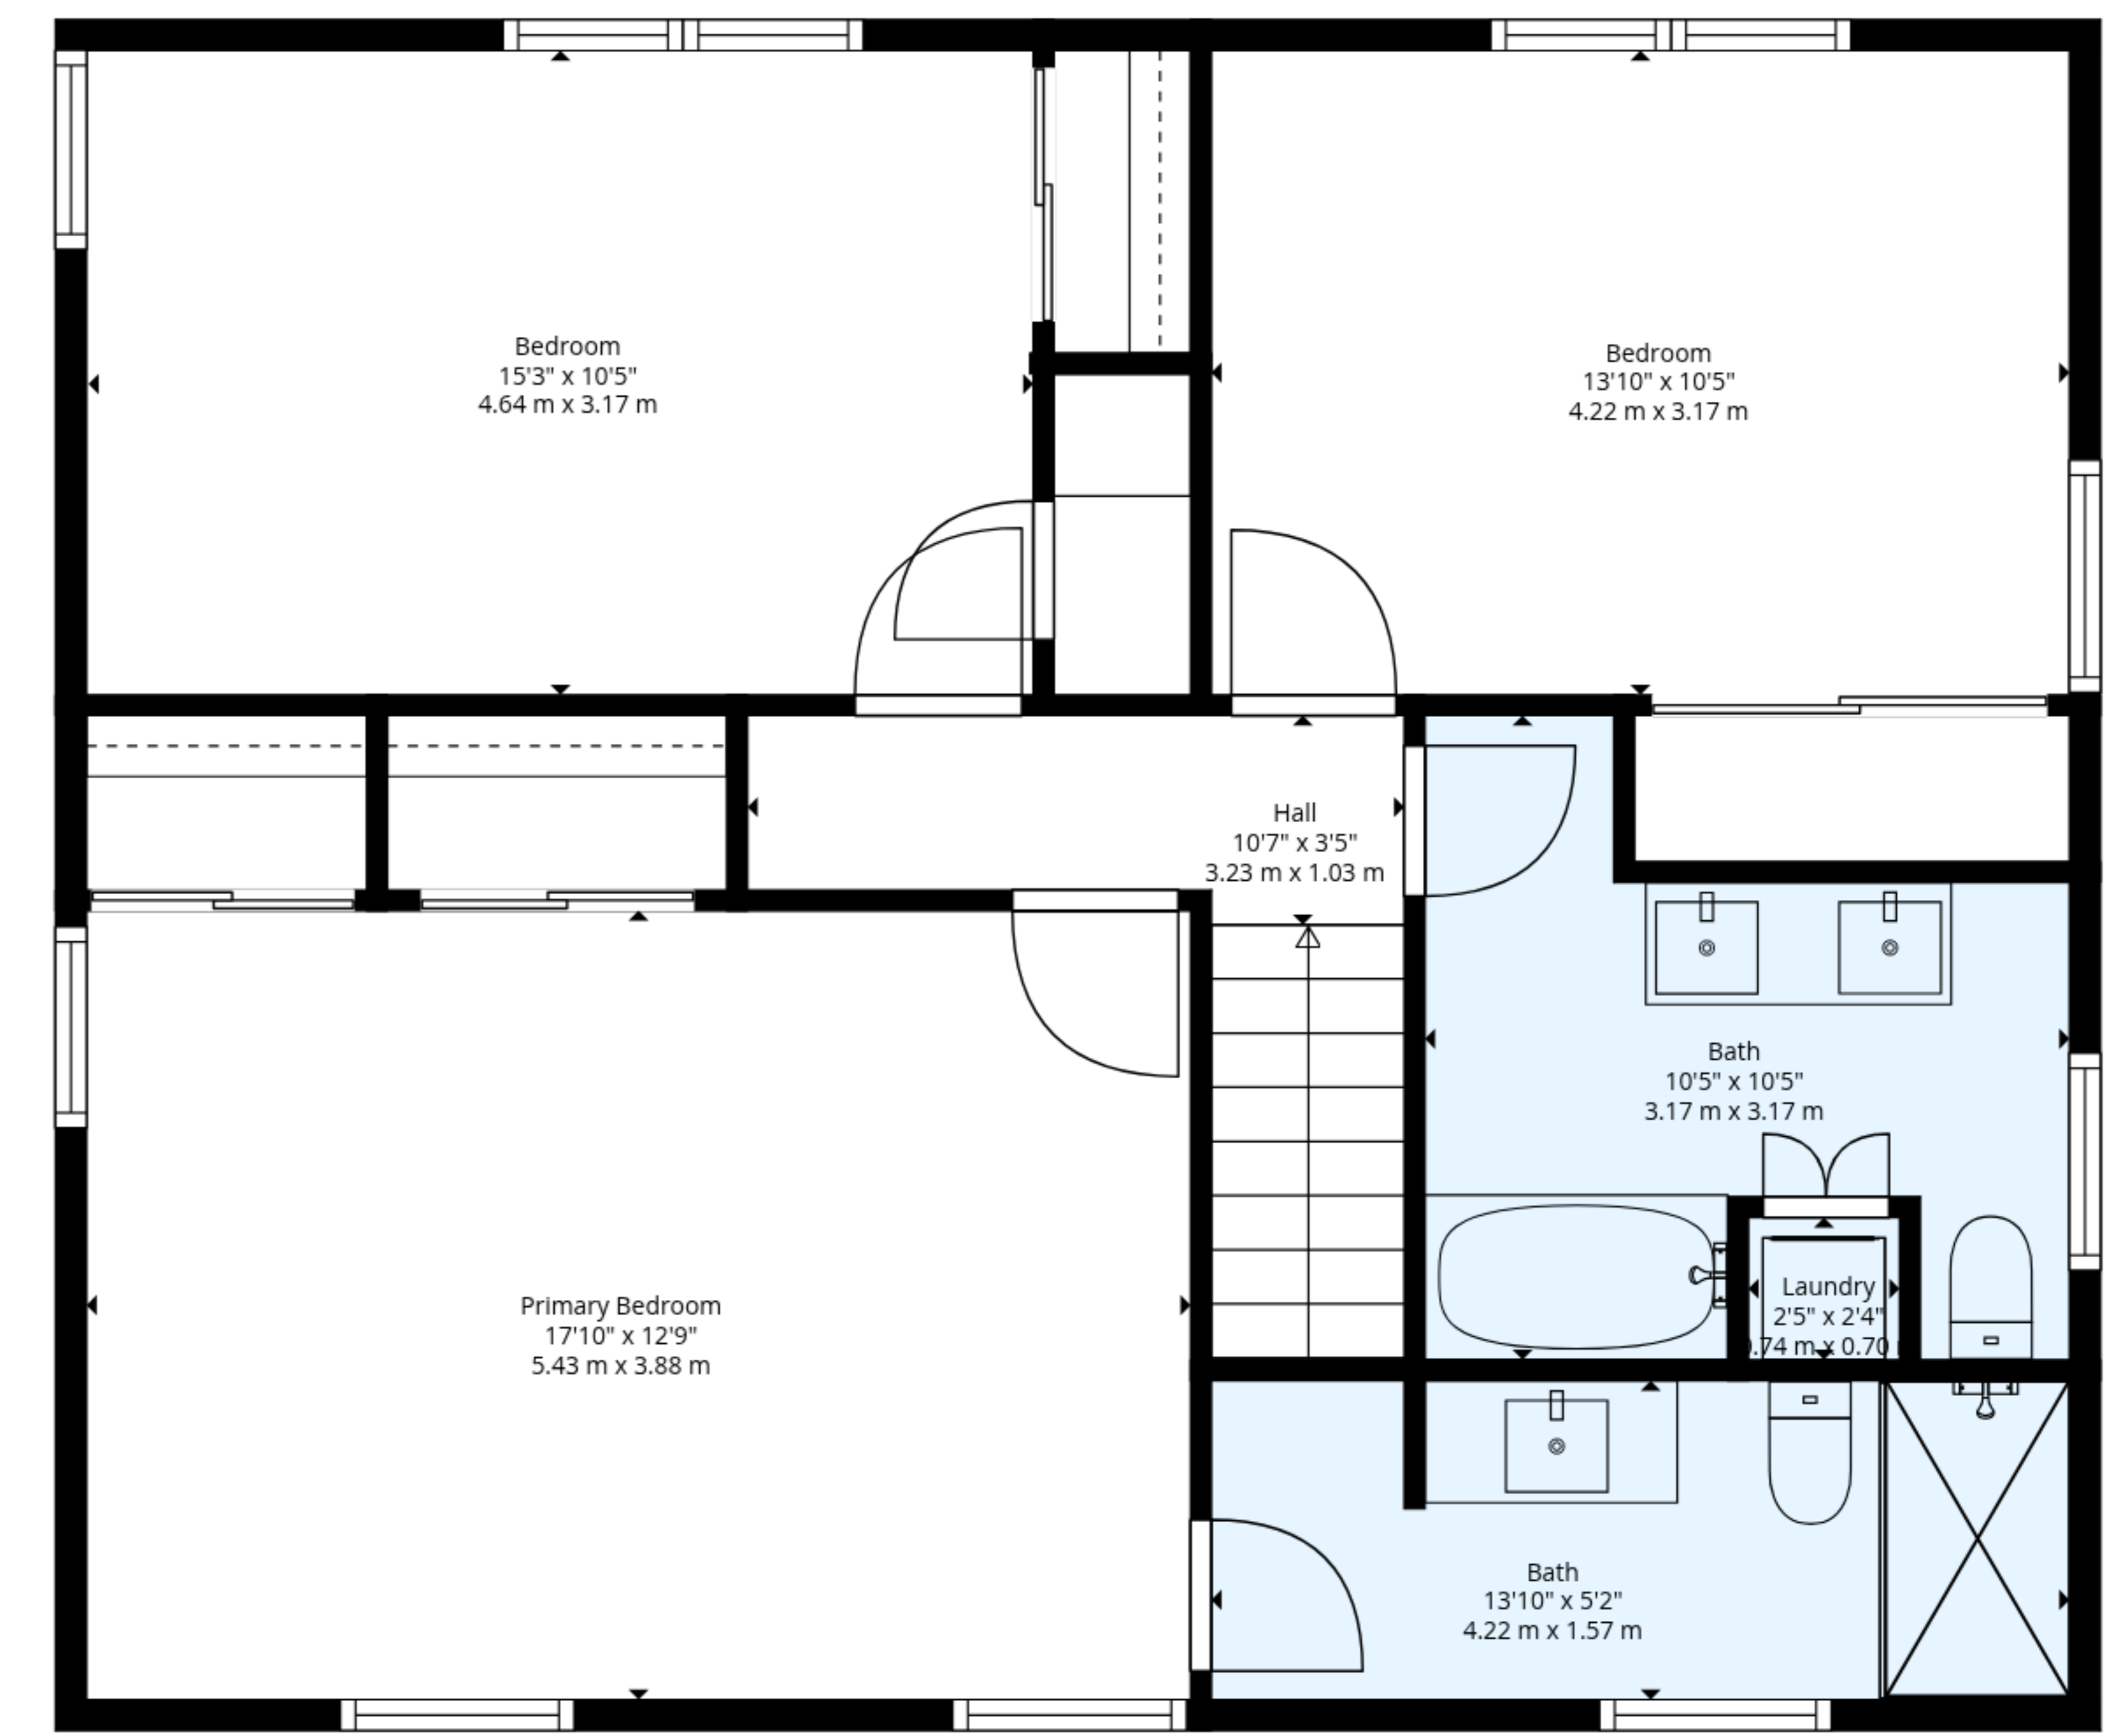 Bedroom
15'3" x 10'5"
4.64 m x 3.17 m
Bedroom
13'10" x 10'5"
4.22 m x 3.17 m
Hall
10'7" x 3'5"
3.23 m x 1.03 m
Bath
10'5" x 10'5"
3.17 m x 3.17 m
Primary Bedroom
17'10" x 12'9"
5.43 m x 3.88 m
Laundry
2'5" x 2'4"
.74 m x 0.70
Bath
13'10" x 5'2"
4.22 m x 1.57 m